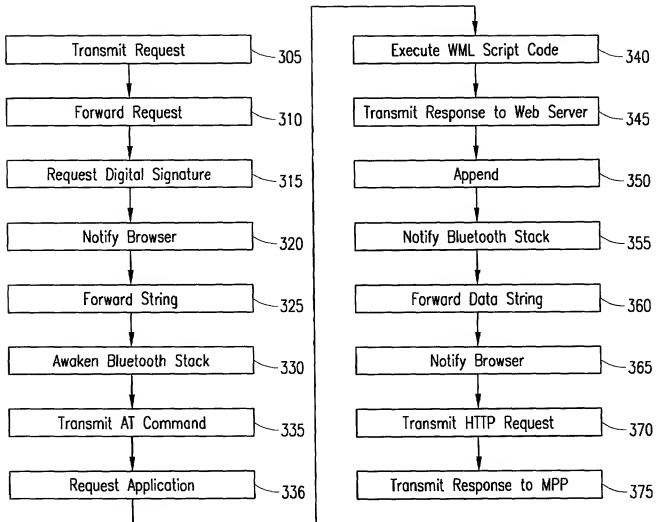 Transmit Request 305
Forward Request 310
Request Digital Signature 315
Notify Browser 320
Forward String 325
Awaken Bluetooth Stack 330
Transmit AT Command 335
Request Application 336
Execute WML Script Code 340
Transmit Response to Web Server 345
Append 350
Notify Bluetooth Stack 355
Forward Data String 360
Notify Browser 365
Transmit HTTP Request 370
Transmit Response to MPP 375